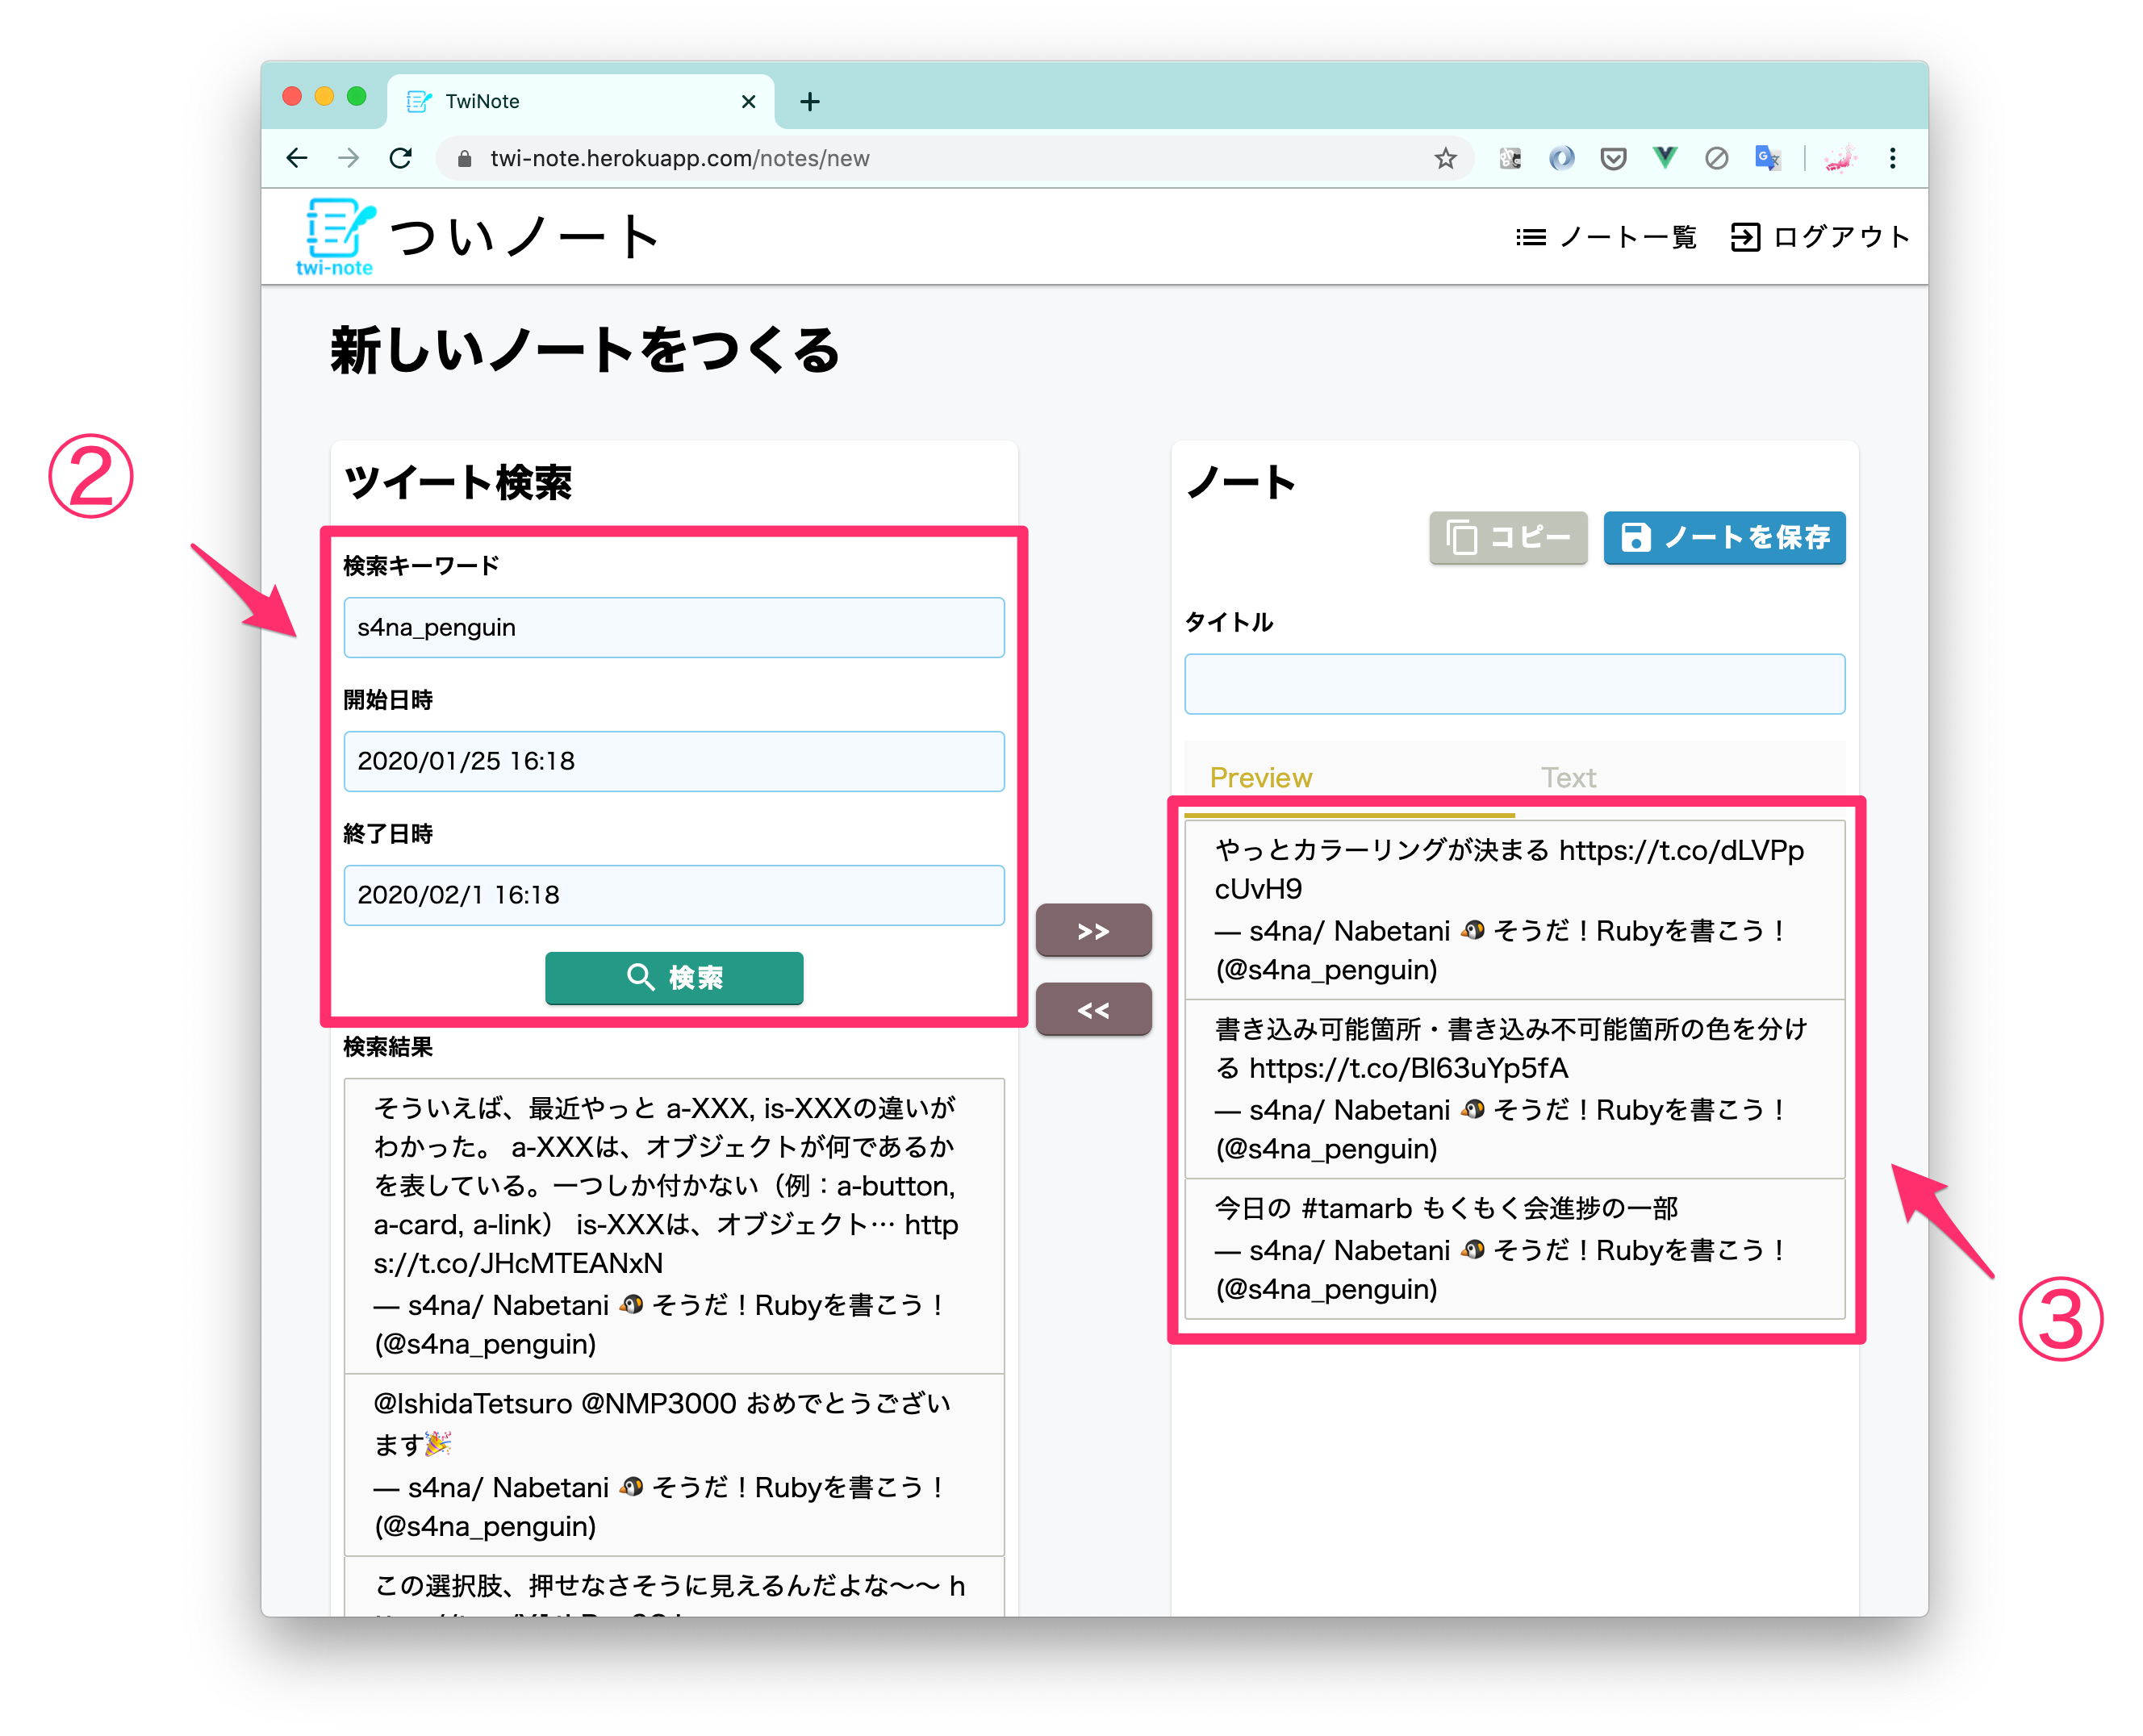 TwiNote
twi-note.herokuapp.com/notes/new
twi-note
ついノート
ノート一覧
ログアウト
新しいノートをつくる
②
ツイート検索
検索キーワード
s4na_penguin
開始日時
2020/01/25 16:18
終了日時
2020/02/1 16:18
検索
検索結果
そういえば、最近やっと a-XXX, is-XXXの違いが
わかった。 a-XXXは、オブジェクトが何であるか
を表している。一つしか付かない（例：a-button,
a-card, a-link） is-XXXは、オブジェクト… http
s://t.co/JHcMTEANxN
— s4na/ Nabetani 🐧 そうだ！Rubyを書こう！
(@s4na_penguin)
@IshidaTetsuro @NMP3000 おめでとうござい
ます🎉
— s4na/ Nabetani 🐧 そうだ！Rubyを書こう！
(@s4na_penguin)
この選択肢、押せなさそうに見えるんだよな〜〜 h
>>
<<
ノート
コピー
ノートを保存
タイトル
Preview
Text
やっとカラーリングが決まる https://t.co/dLVPp
cUvH9
— s4na/ Nabetani 🐧 そうだ！Rubyを書こう！
(@s4na_penguin)
書き込み可能箇所・書き込み不可能箇所の色を分け
る https://t.co/Bl63uYp5fA
— s4na/ Nabetani 🐧 そうだ！Rubyを書こう！
(@s4na_penguin)
今日の #tamarb もくもく会進捗の一部
— s4na/ Nabetani 🐧 そうだ！Rubyを書こう！
(@s4na_penguin)
③